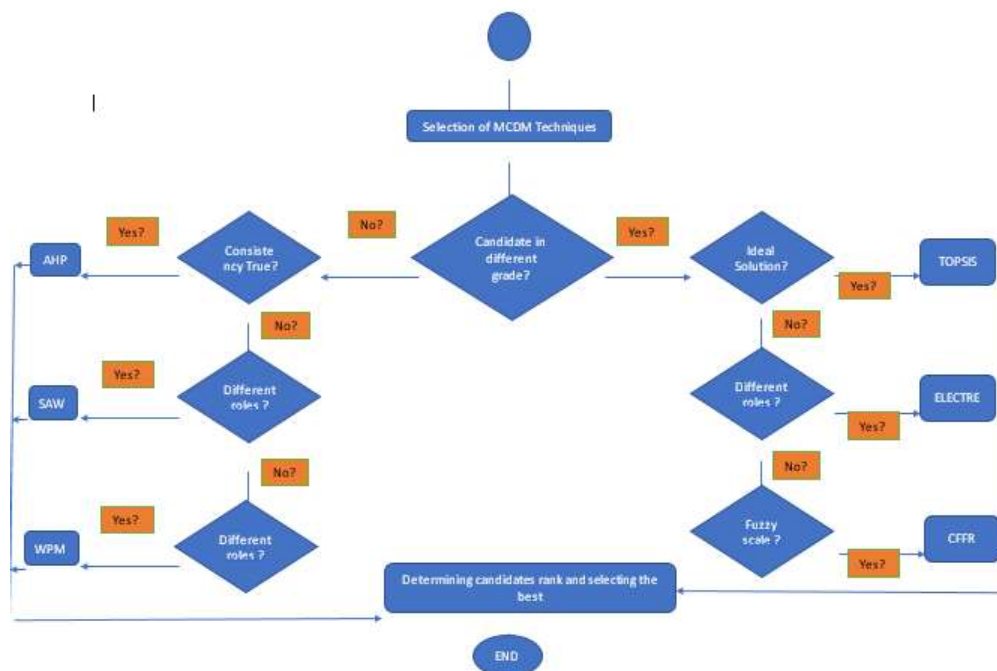 Selection of MCDM Techniques
No?
Yes?
Yes?
Candidate in
different
grade?
Consiste
ncy True?
Ideal
Solution?
AHP
TOPSIS
Yes?
No?
No?
Yes?
Different
roles ?
Different
roles ?
SAW
ELECTRE
Yes?
No?
No?
Yes?
Different
roles ?
Fuzzy
scale ?
WPM
CFFR
Yes?
Determining candidates rank and selecting the
best
END